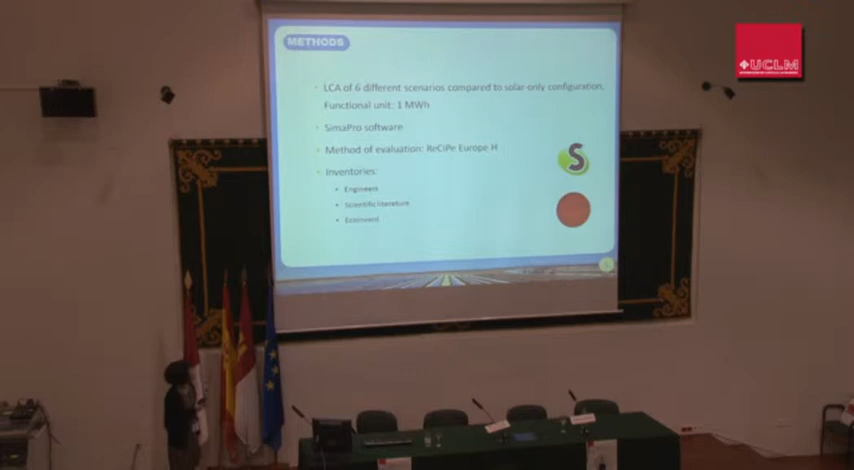 METHODS
UCLM
LCA of 6 different scenarios compared to solar-only configuration,
Functional unit: 1 MWh
SimaPro software
Method of evaluation: ReCiPe Europe H
Inventories:
Engineers
Scientific literature
Ecoinvent
S